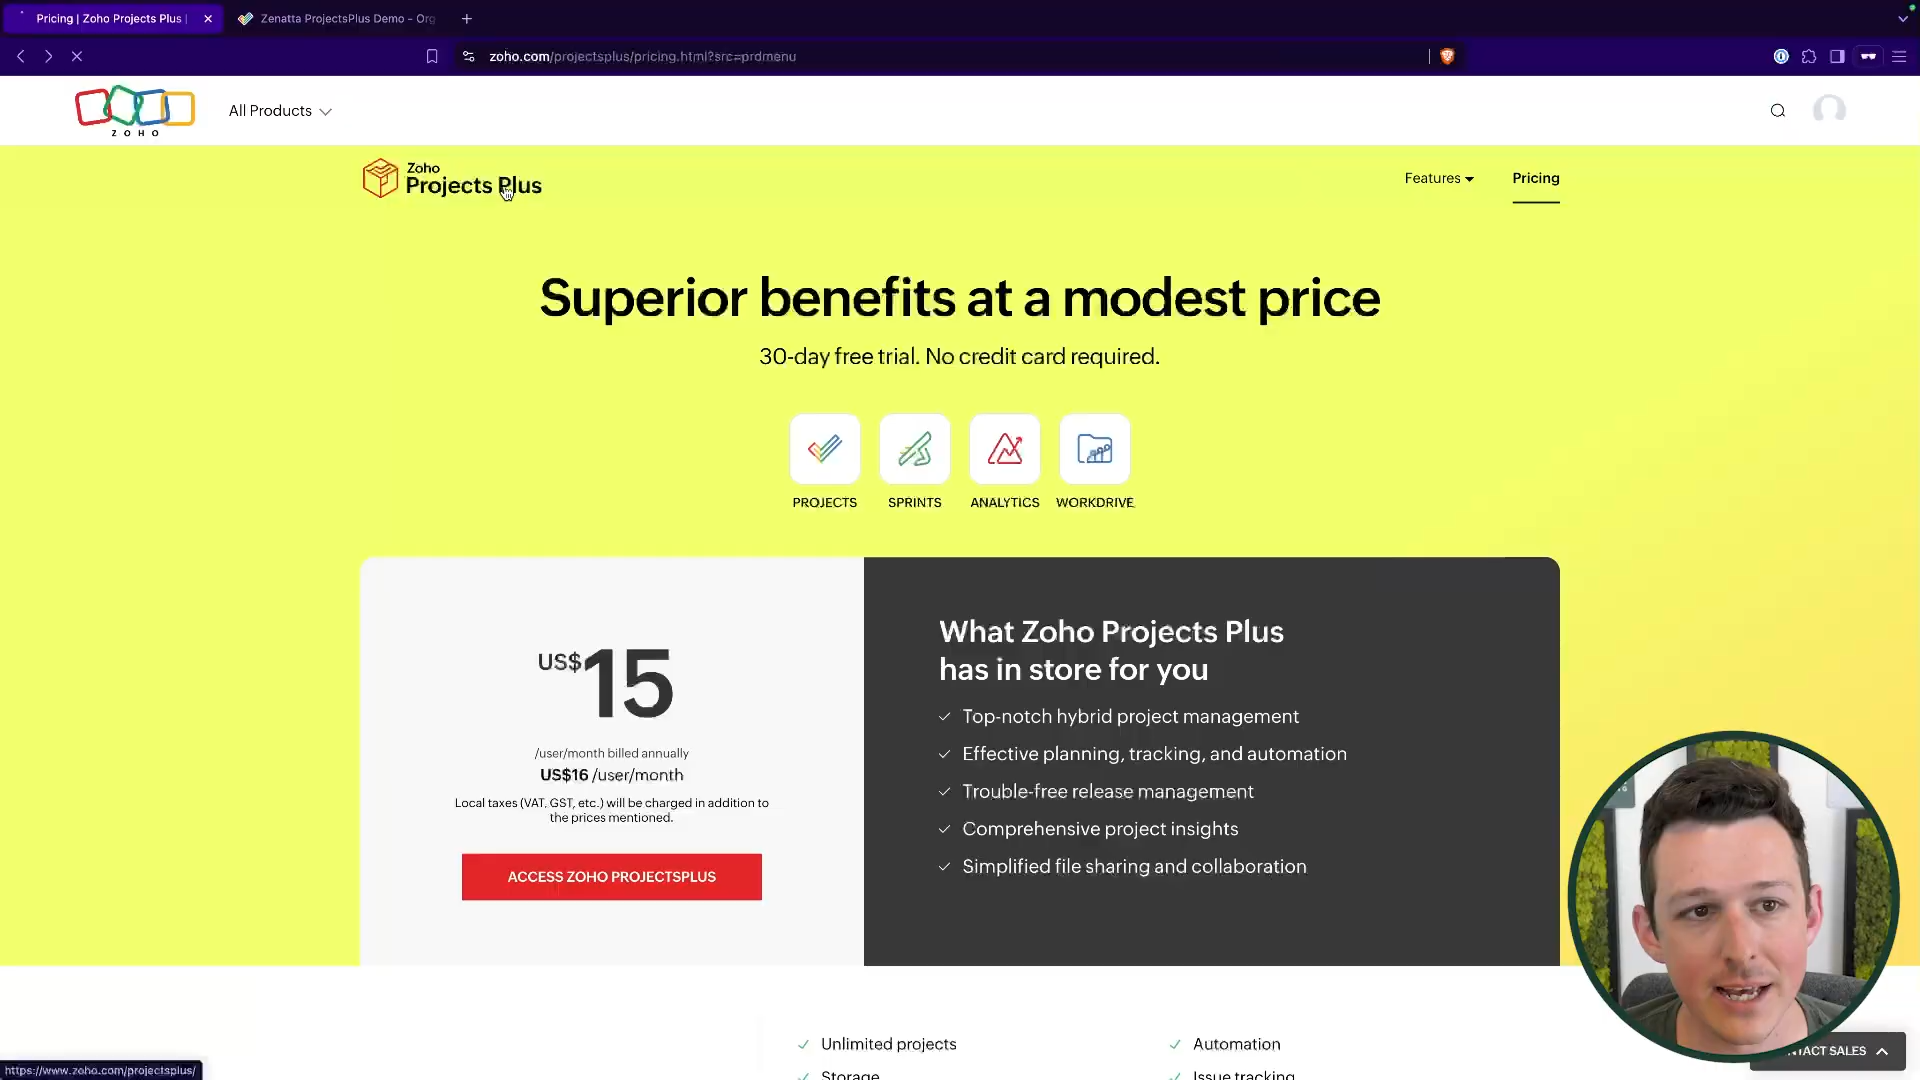 Pricing | Zoho Projects Plus |
Zenatta ProjectsPlus Demo - Org
zoho.com/projectsplus/pricing.html?src=prdmenu
ZOHO
All Products
Zoho
Projects Plus
Features
Pricing
Superior benefits at a modest price
30-day free trial. No credit card required.
PROJECTS
SPRINTS
ANALYTICS
WORKDRIVE
US$15
/user/month billed annually
US$16 /user/month
Local taxes (VAT, GST, etc.) will be charged in addition to
the prices mentioned.
ACCESS ZOHO PROJECTSPLUS
What Zoho Projects Plus
has in store for you
Top-notch hybrid project management
Effective planning, tracking, and automation
Trouble-free release management
Comprehensive project insights
Simplified file sharing and collaboration
Unlimited projects
Automation
Storage
Issue tracking
SALES
https://www.zoho.com/projectsplus/